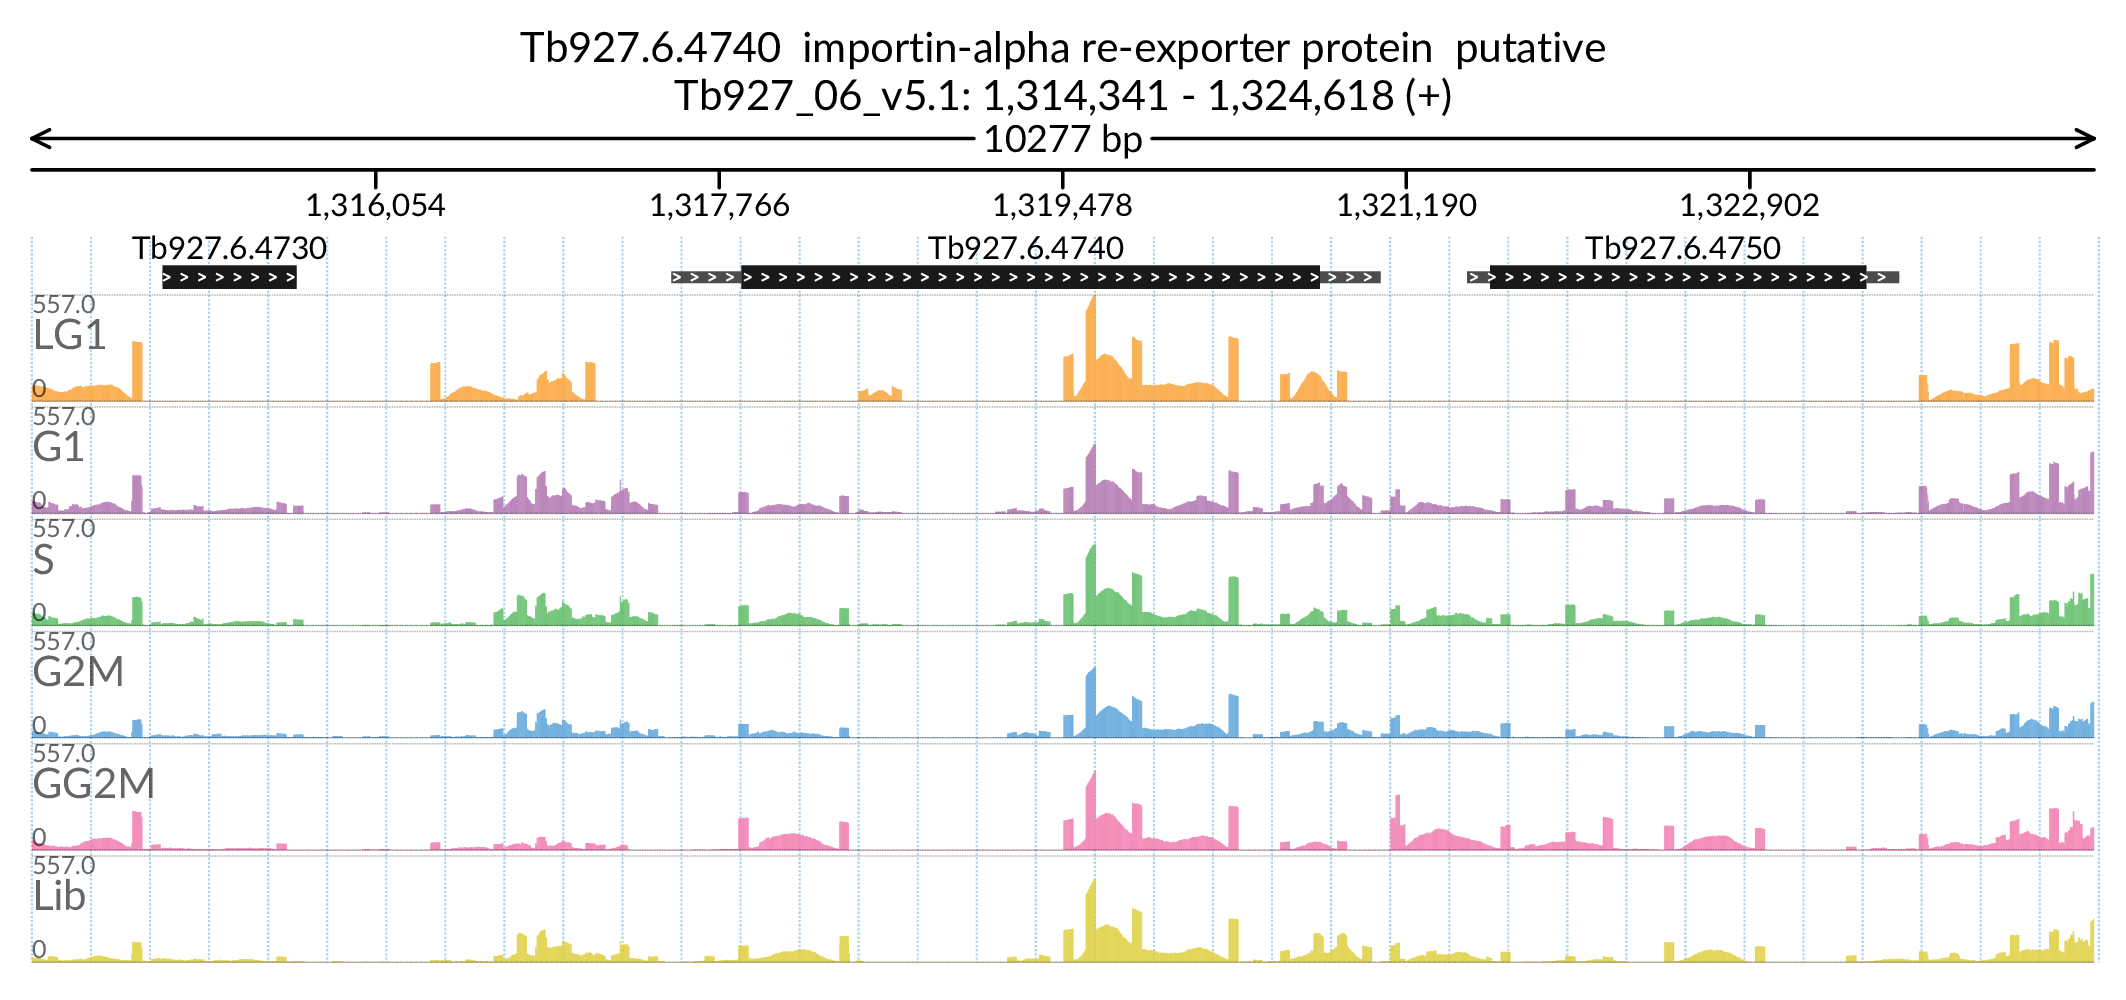 Tb927.6.4740  importin-alpha re-exporter protein  putative
Tb927_06_v5.1: 1,314,341 - 1,324,618 (+)
10277 bp
1,316,054 1,317,766 1,319,478 1,321,190 1,322,902
Tb927.6.4730 Tb927.6.4740 Tb927.6.4750
557.0
LG1
0
557.0
G1
0
557.0
S
0
557.0
G2M
0
557.0
GG2M
0
557.0
Lib
0